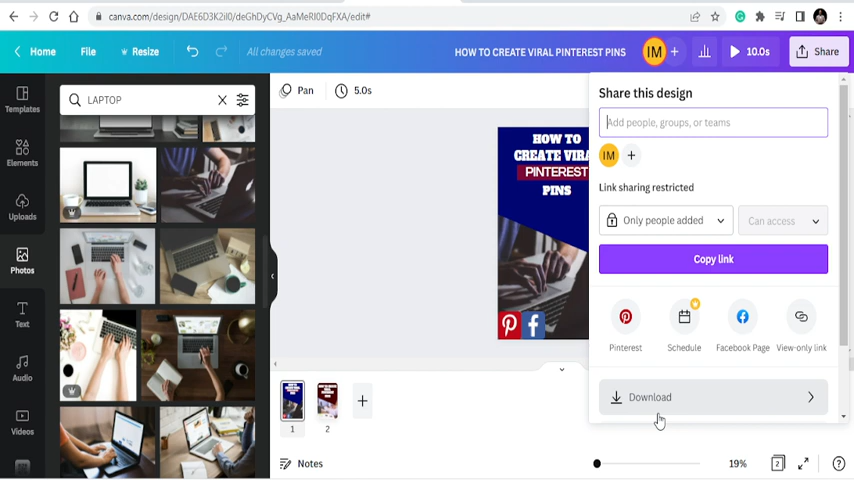 canva.com/design/DAE6D3K2iI0/deGhDyCVg_AaMeRI0DqFXA/edit#
Home
File
Resize
All changes saved
HOW TO CREATE VIRAL PINTEREST PINS
IM
10.0s
Share
Templates
Elements
Uploads
Photos
Text
Audio
Videos
LAPTOP
Pan
5.0s
HOW TO
CREATE VIRA
PINTEREST
PINS
Share this design
Add people, groups, or teams
IM
Link sharing restricted
Only people added
Can access
Copy link
Pinterest
Schedule
Facebook Page
View-only link
Download
1
2
Notes
19%
2